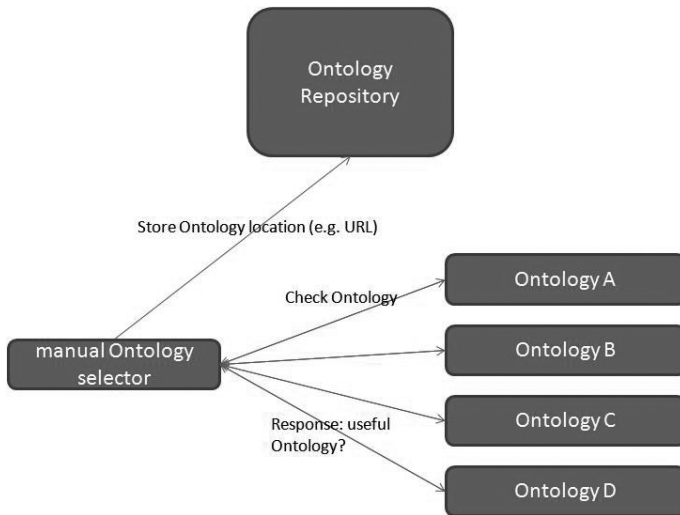 Ontology
Repository
Store Ontology location (e.g. URL)
Ontology A
Check Ontology
Ontology B
manual Ontology
selector
Ontology C
Response: useful
Ontology?
Ontology D